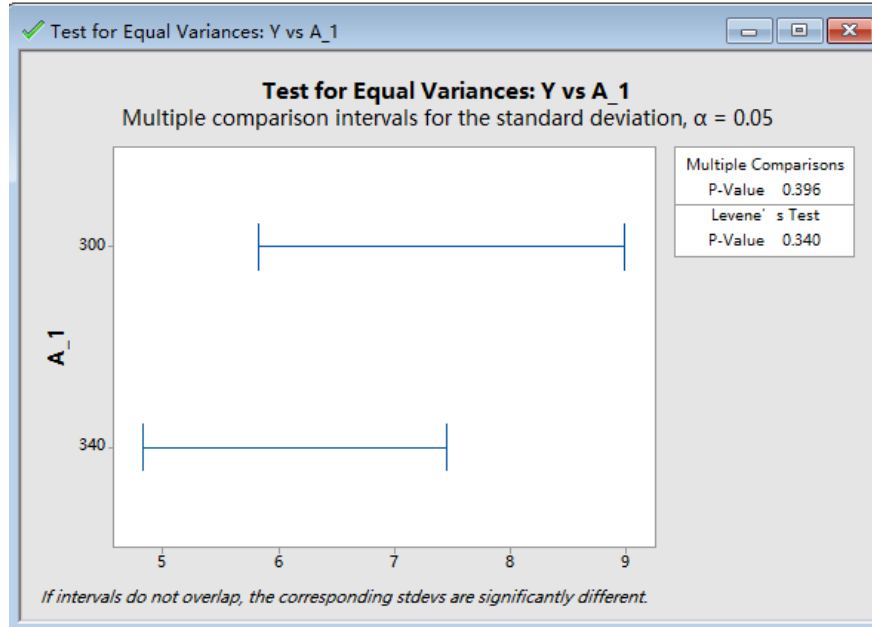 Test for Equal Variances: Y vs A_1
Test for Equal Variances: Y vs A_1
Multiple comparison intervals for the standard deviation, α = 0.05
Multiple Comparisons
P-Value 0.396
Levene’ s Test
P-Value 0.340
300
A_1
340
5 6 7 8 9
If intervals do not overlap, the corresponding stdevs are significantly different.